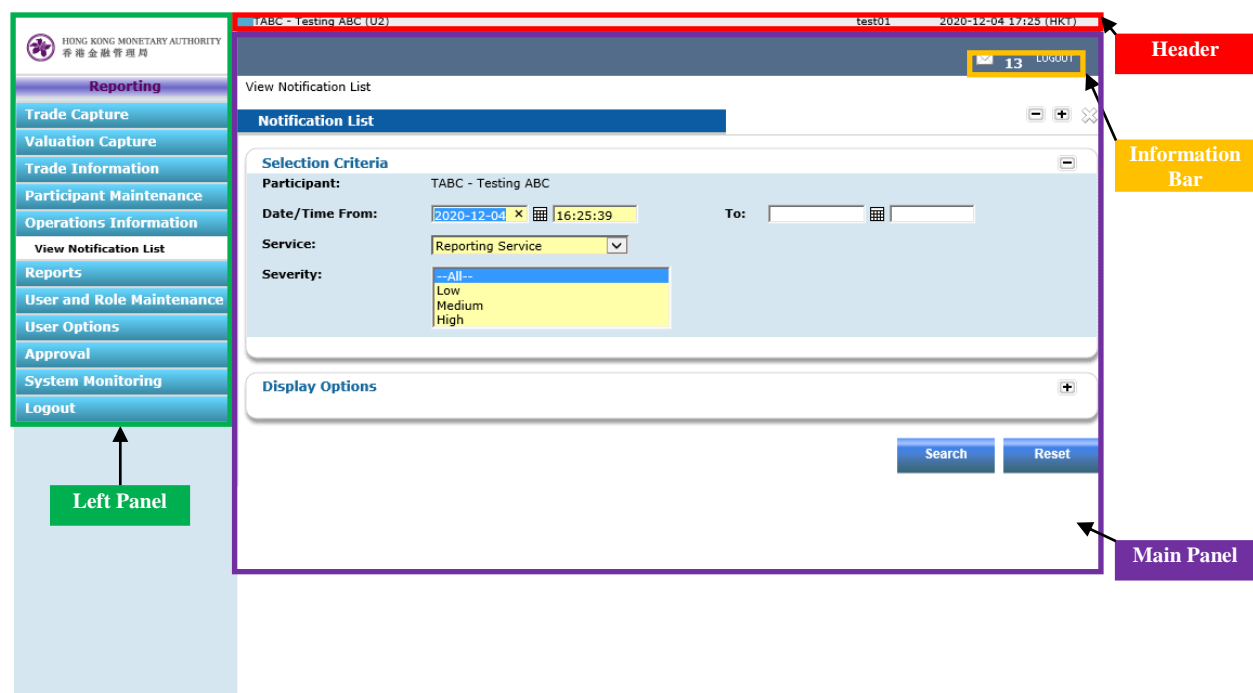 TABC - Testing ABC (U2) test01 2020-12-04 17:25 (HKT)
Header
HONG KONG MONETARY AUTHORITY
香港金融管理局
13 LOGOUT
Reporting
View Notification List
Trade Capture
Notification List
Valuation Capture
Information
Bar
Trade Information
Selection Criteria
Participant: TABC - Testing ABC
Participant Maintenance
Date/Time From: 2020-12-04 × 16:25:39 To:
Operations Information
Service: Reporting Service
View Notification List
Severity: --All--
Low
Medium
High
Reports
User and Role Maintenance
User Options
Approval
System Monitoring
Display Options
Logout
Search Reset
Left Panel
Main Panel